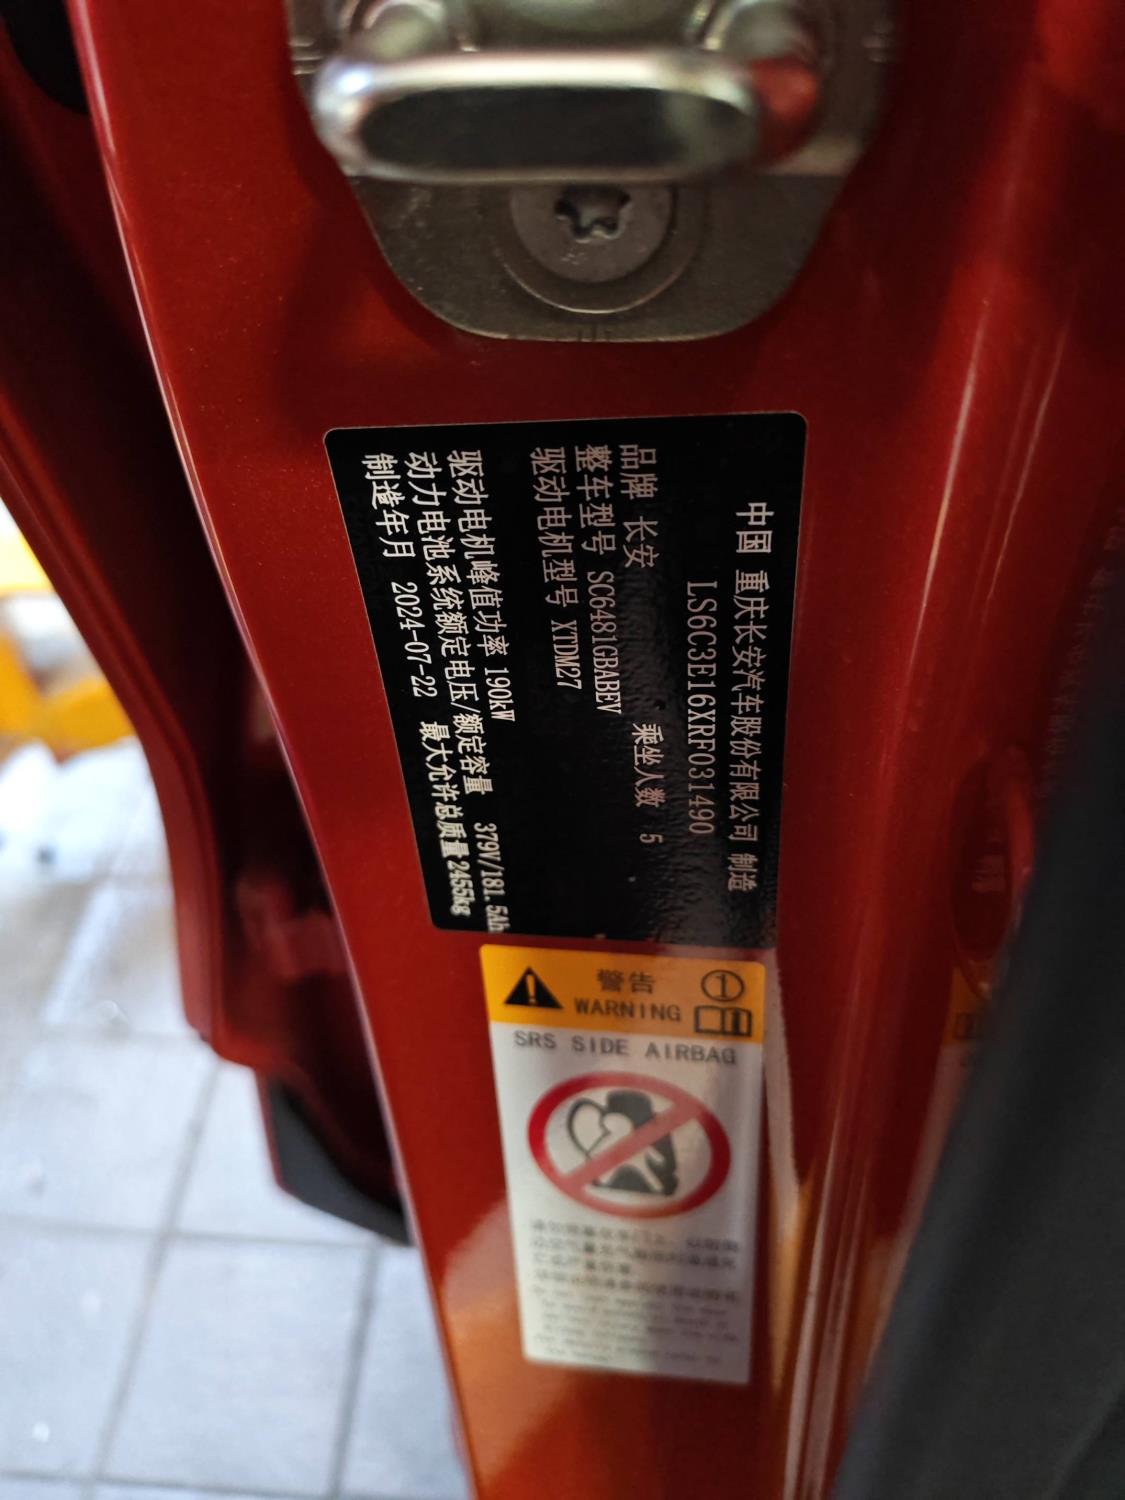 中国 重庆长安汽车股份有限公司 制造
LS6C3E16XRF031490
品牌 长安 乘坐人数 5
整车型号 SC6481GBABEV
驱动电机型号 XTDM27
驱动电机峰值功率 190kW
动力电池系统额定电压/额定容量 379V/181.5Ah
制造年月 2024-07-22 最大允许总质量 2455kg
警告
WARNING
SRS SIDE AIRBAG